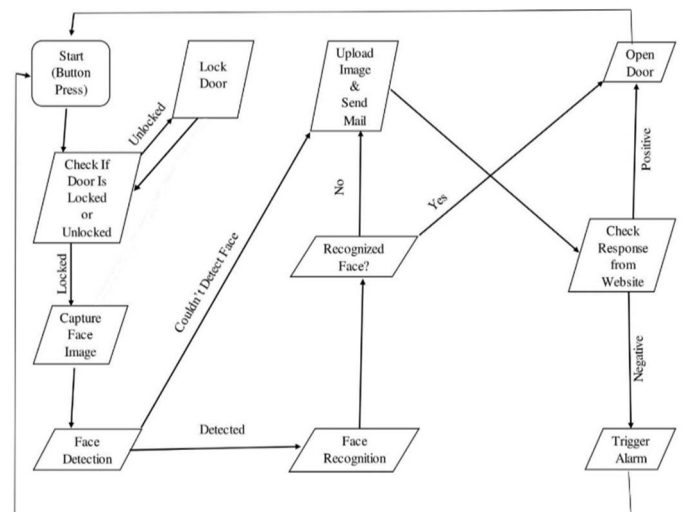 Start
(Button
Press)
Lock
Door
Unlocked
Check If
Door Is
Locked
or
Unlocked
Locked
Capture
Face
Image
Face
Detection
Couldn't Detect Face
Detected
Upload
Image
&
Send
Mail
No
Recognized
Face?
Yes
Face
Recognition
Open
Door
Positive
Check
Response
from
Website
Negative
Trigger
Alarm